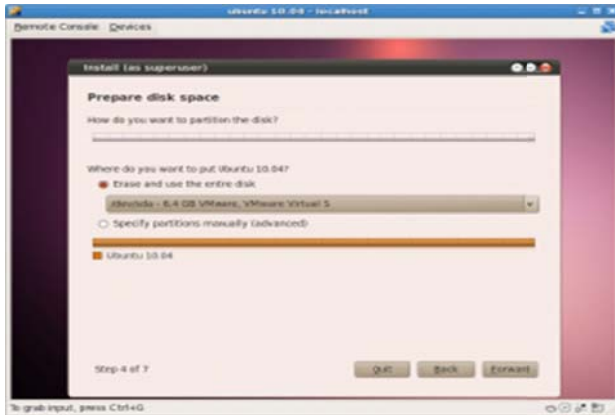 ubuntu 10.04 - localhost
Remote Console Devices
Install (as superuser)
Prepare disk space
How do you want to partition the disk?
Where do you want to put Ubuntu 10.04?
Erase and use the entire disk
/dev/sda - 6.4 GB VMware, VMware Virtual S
Specify partitions manually (advanced)
Ubuntu 10.04
Step 4 of 7
Quit
Back
Forward
To grab input, press Ctrl+G